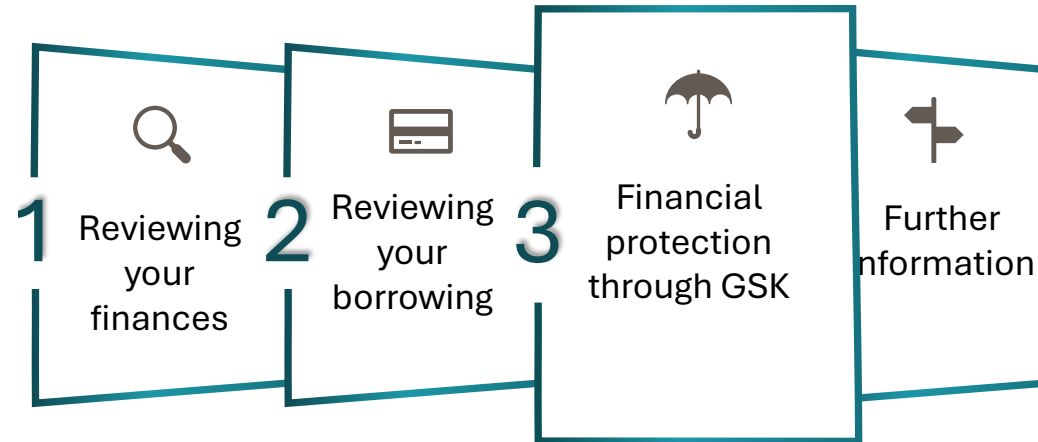 1
Reviewing
your
finances
2
Reviewing
your
borrowing
3
Financial
protection
through GSK
Further
nformation